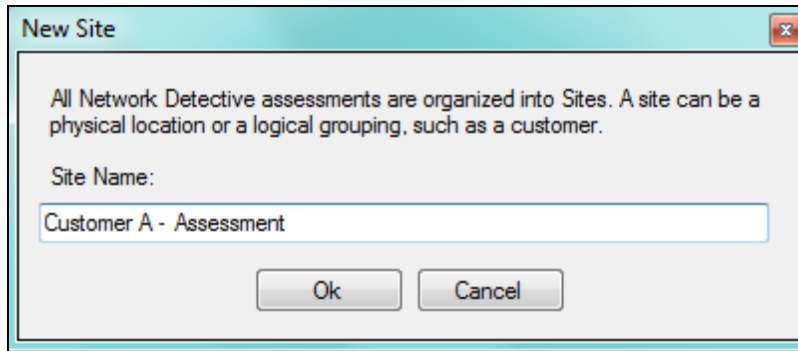 New Site
All Network Detective assessments are organized into Sites. A site can be a
physical location or a logical grouping, such as a customer.
Site Name:
Customer A - Assessment
Ok Cancel